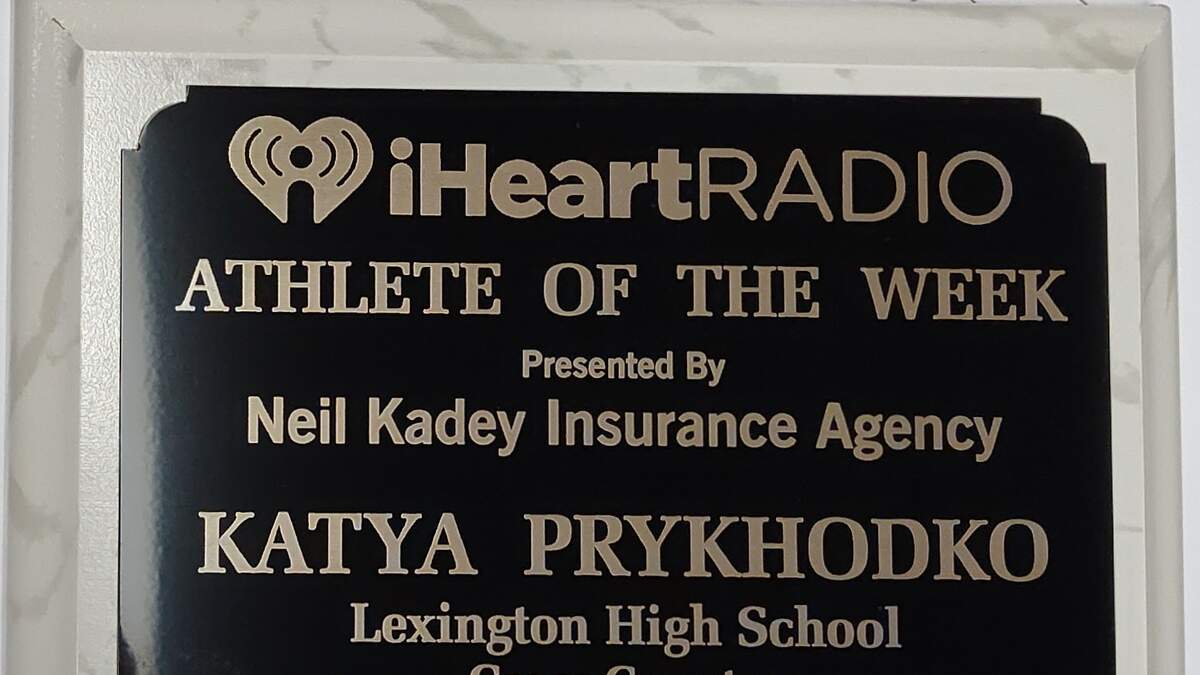 iHeartRADIO
ATHLETE OF THE WEEK
Presented By
Neil Kadey Insurance Agency
KATYA PRYKHODKO
Lexington High School